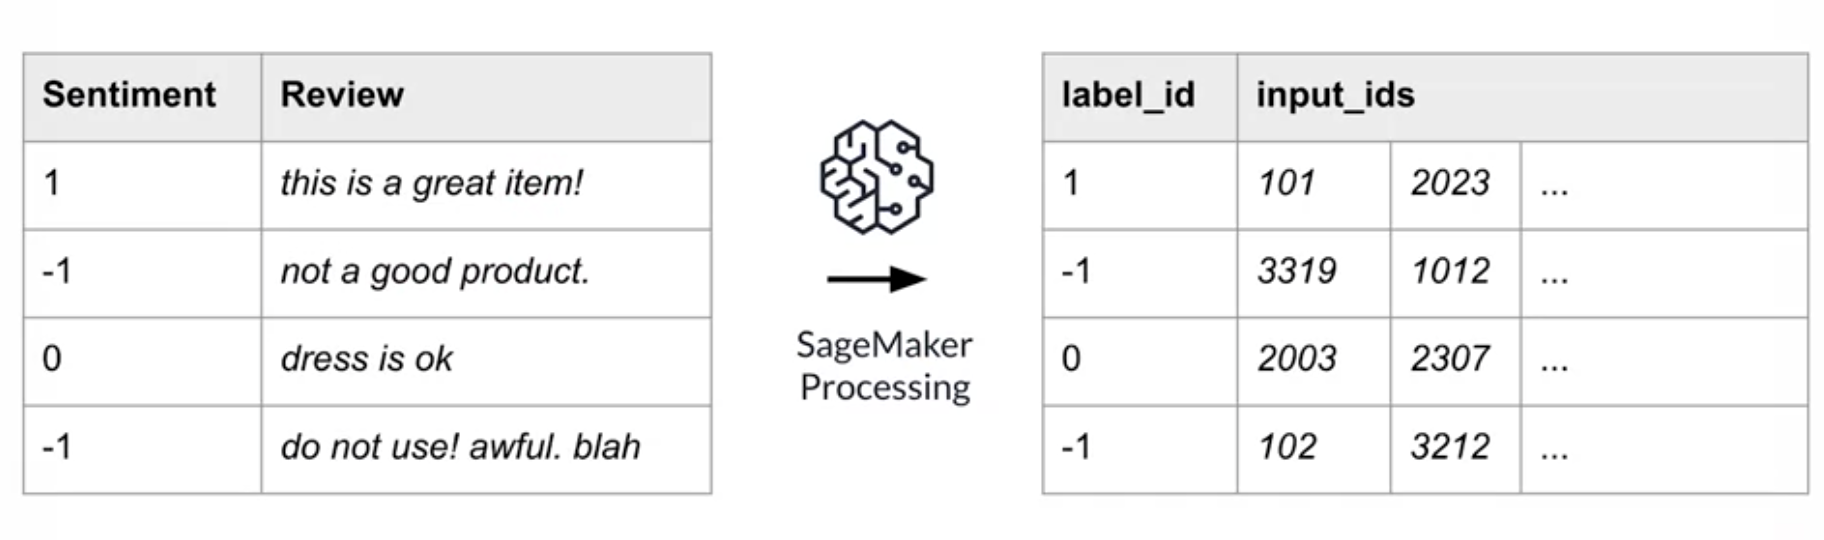 Sentiment Review
1 this is a great item!
-1 not a good product.
0 dress is ok
-1 do not use! awful. blah
SageMaker
Processing
label_id input_ids
1 101 2023 ...
-1 3319 1012 ...
0 2003 2307 ...
-1 102 3212 ...